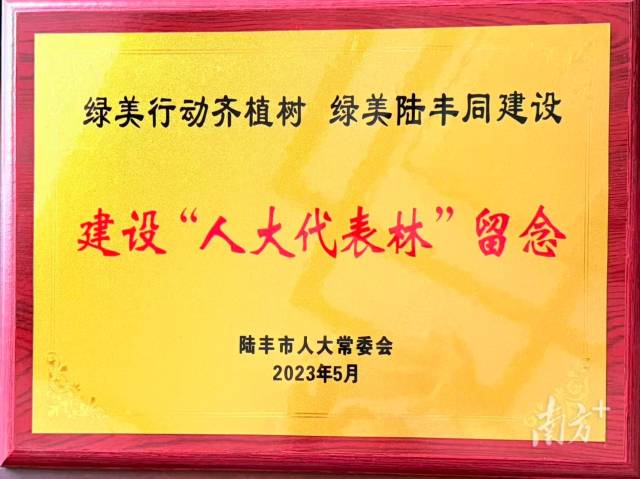 绿美行动齐植树 绿美陆丰同建设
建设“人大代表林”留念
陆丰市人大常委会
2023年5月
南方+